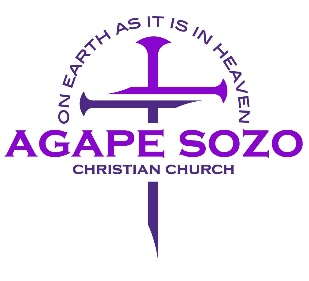 ON EARTH AS IT IS IN HEAVEN
AGAPE SOZO
CHRISTIAN CHURCH